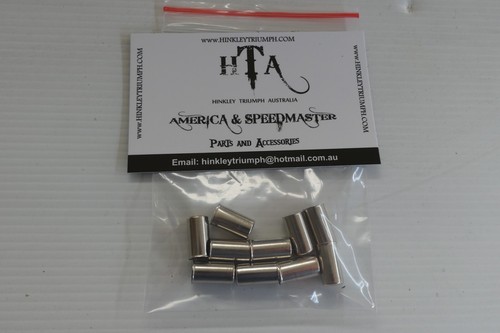 WWW.HINKLEYTRIUMPH.COM
WWW.HINKLEYTRIUMPH.COM
WWW.HINKLEYTRIUMPH.COM
HTA
HINKLEY TRIUMPH AUSTRALIA
AMERICA & SPEEDMASTER
PARTS AND ACCESSORIES
Email: hinkleytriumph@hotmail.com.au